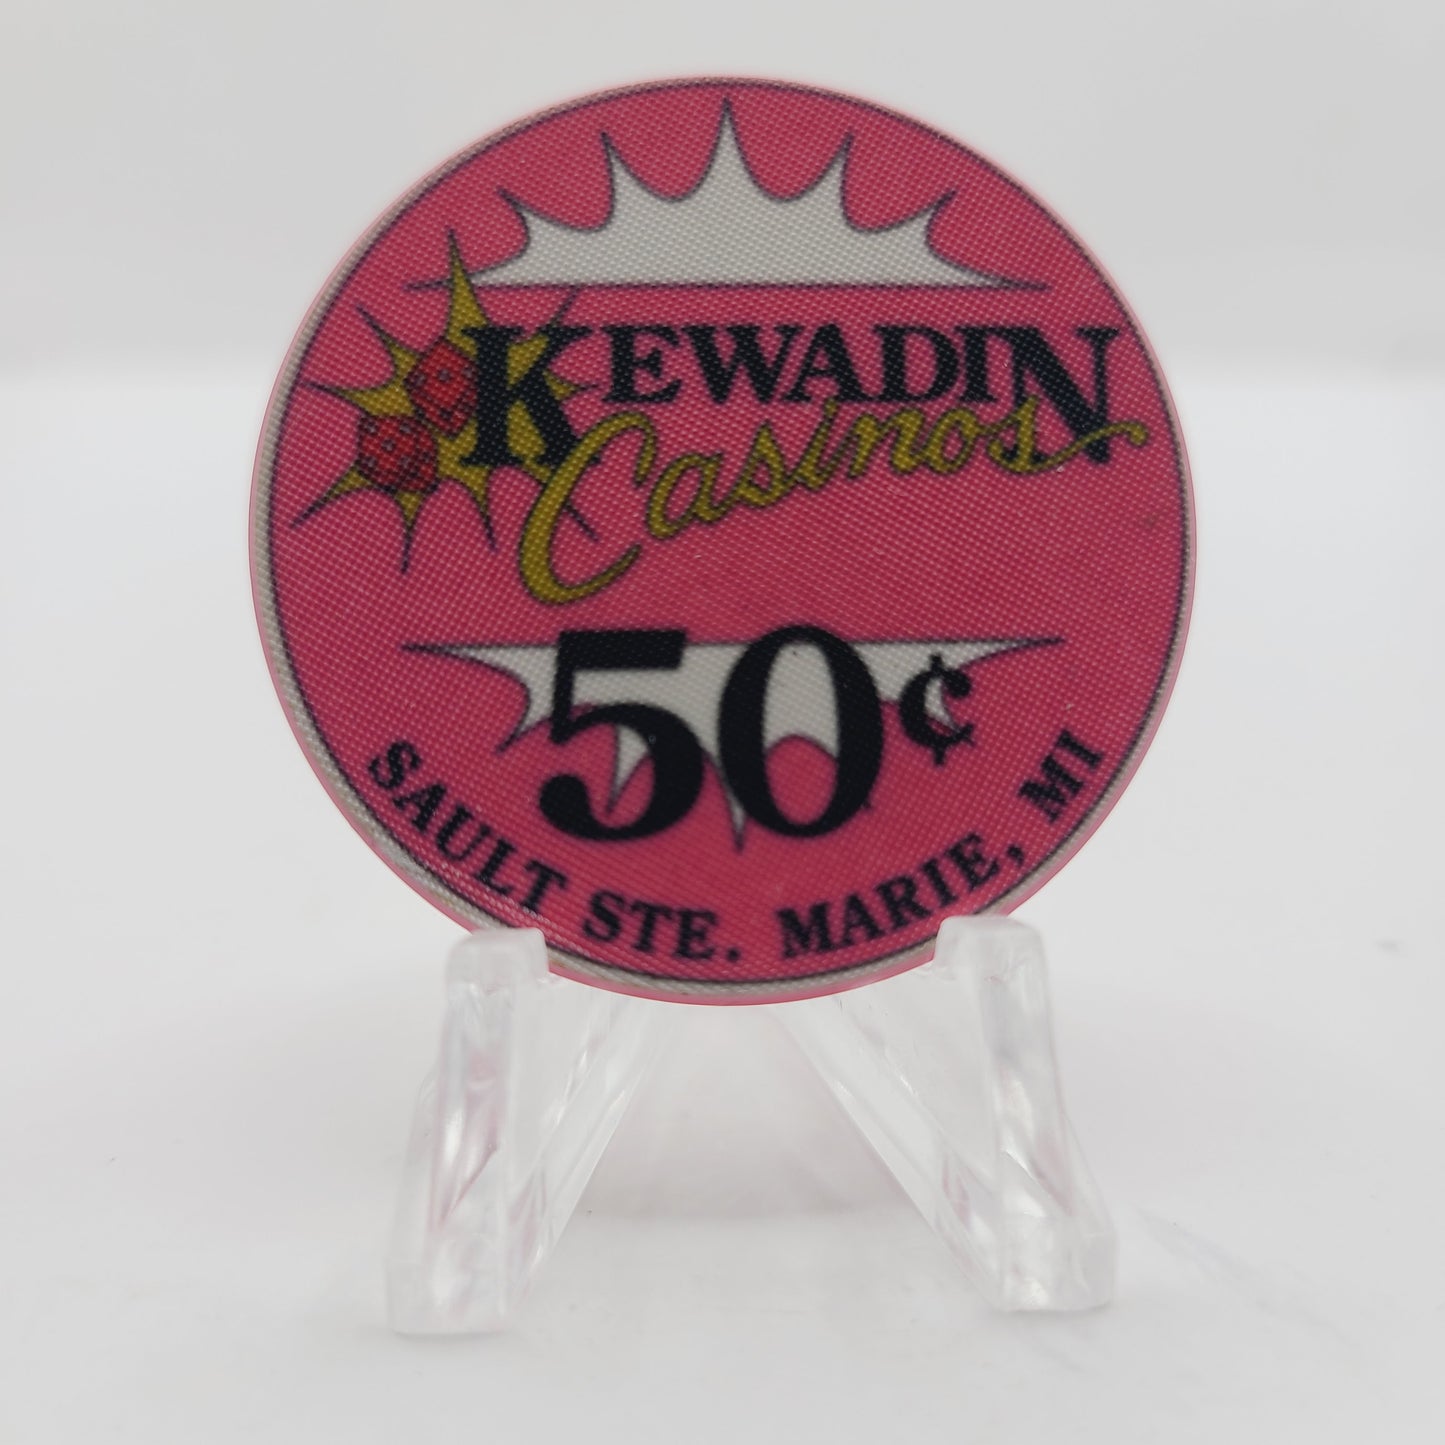 KEWADIN
Casinos
50¢
SAULT STE. MARIE, MI